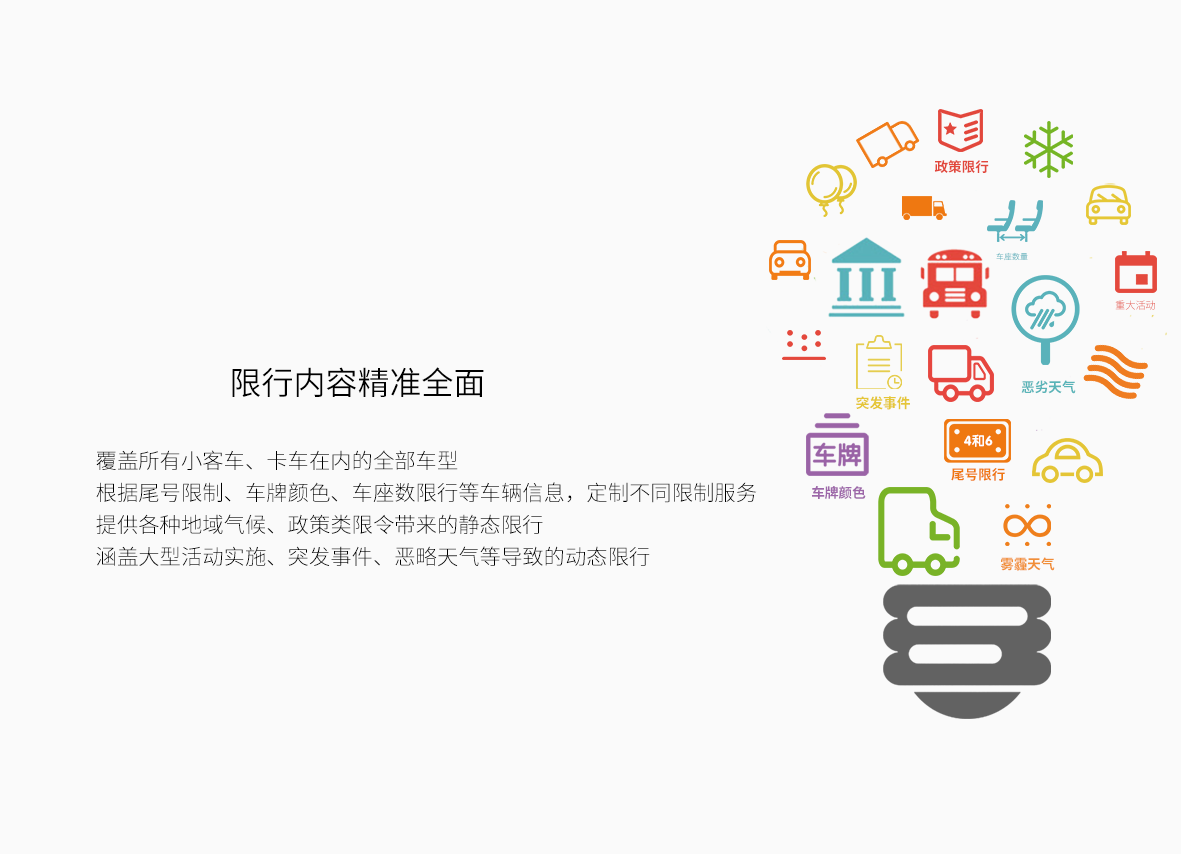 限行内容精准全面
覆盖所有小客车、卡车在内的全部车型
根据尾号限制、车牌颜色、车座数限行等车辆信息，定制不同限制服务
提供各种地域气候、政策类限令带来的静态限行
涵盖大型活动实施、突发事件、恶略天气等导致的动态限行
政策限行
车座数量
重大活动
恶劣天气
突发事件
4和6
尾号限行
车牌
车牌颜色
雾霾天气